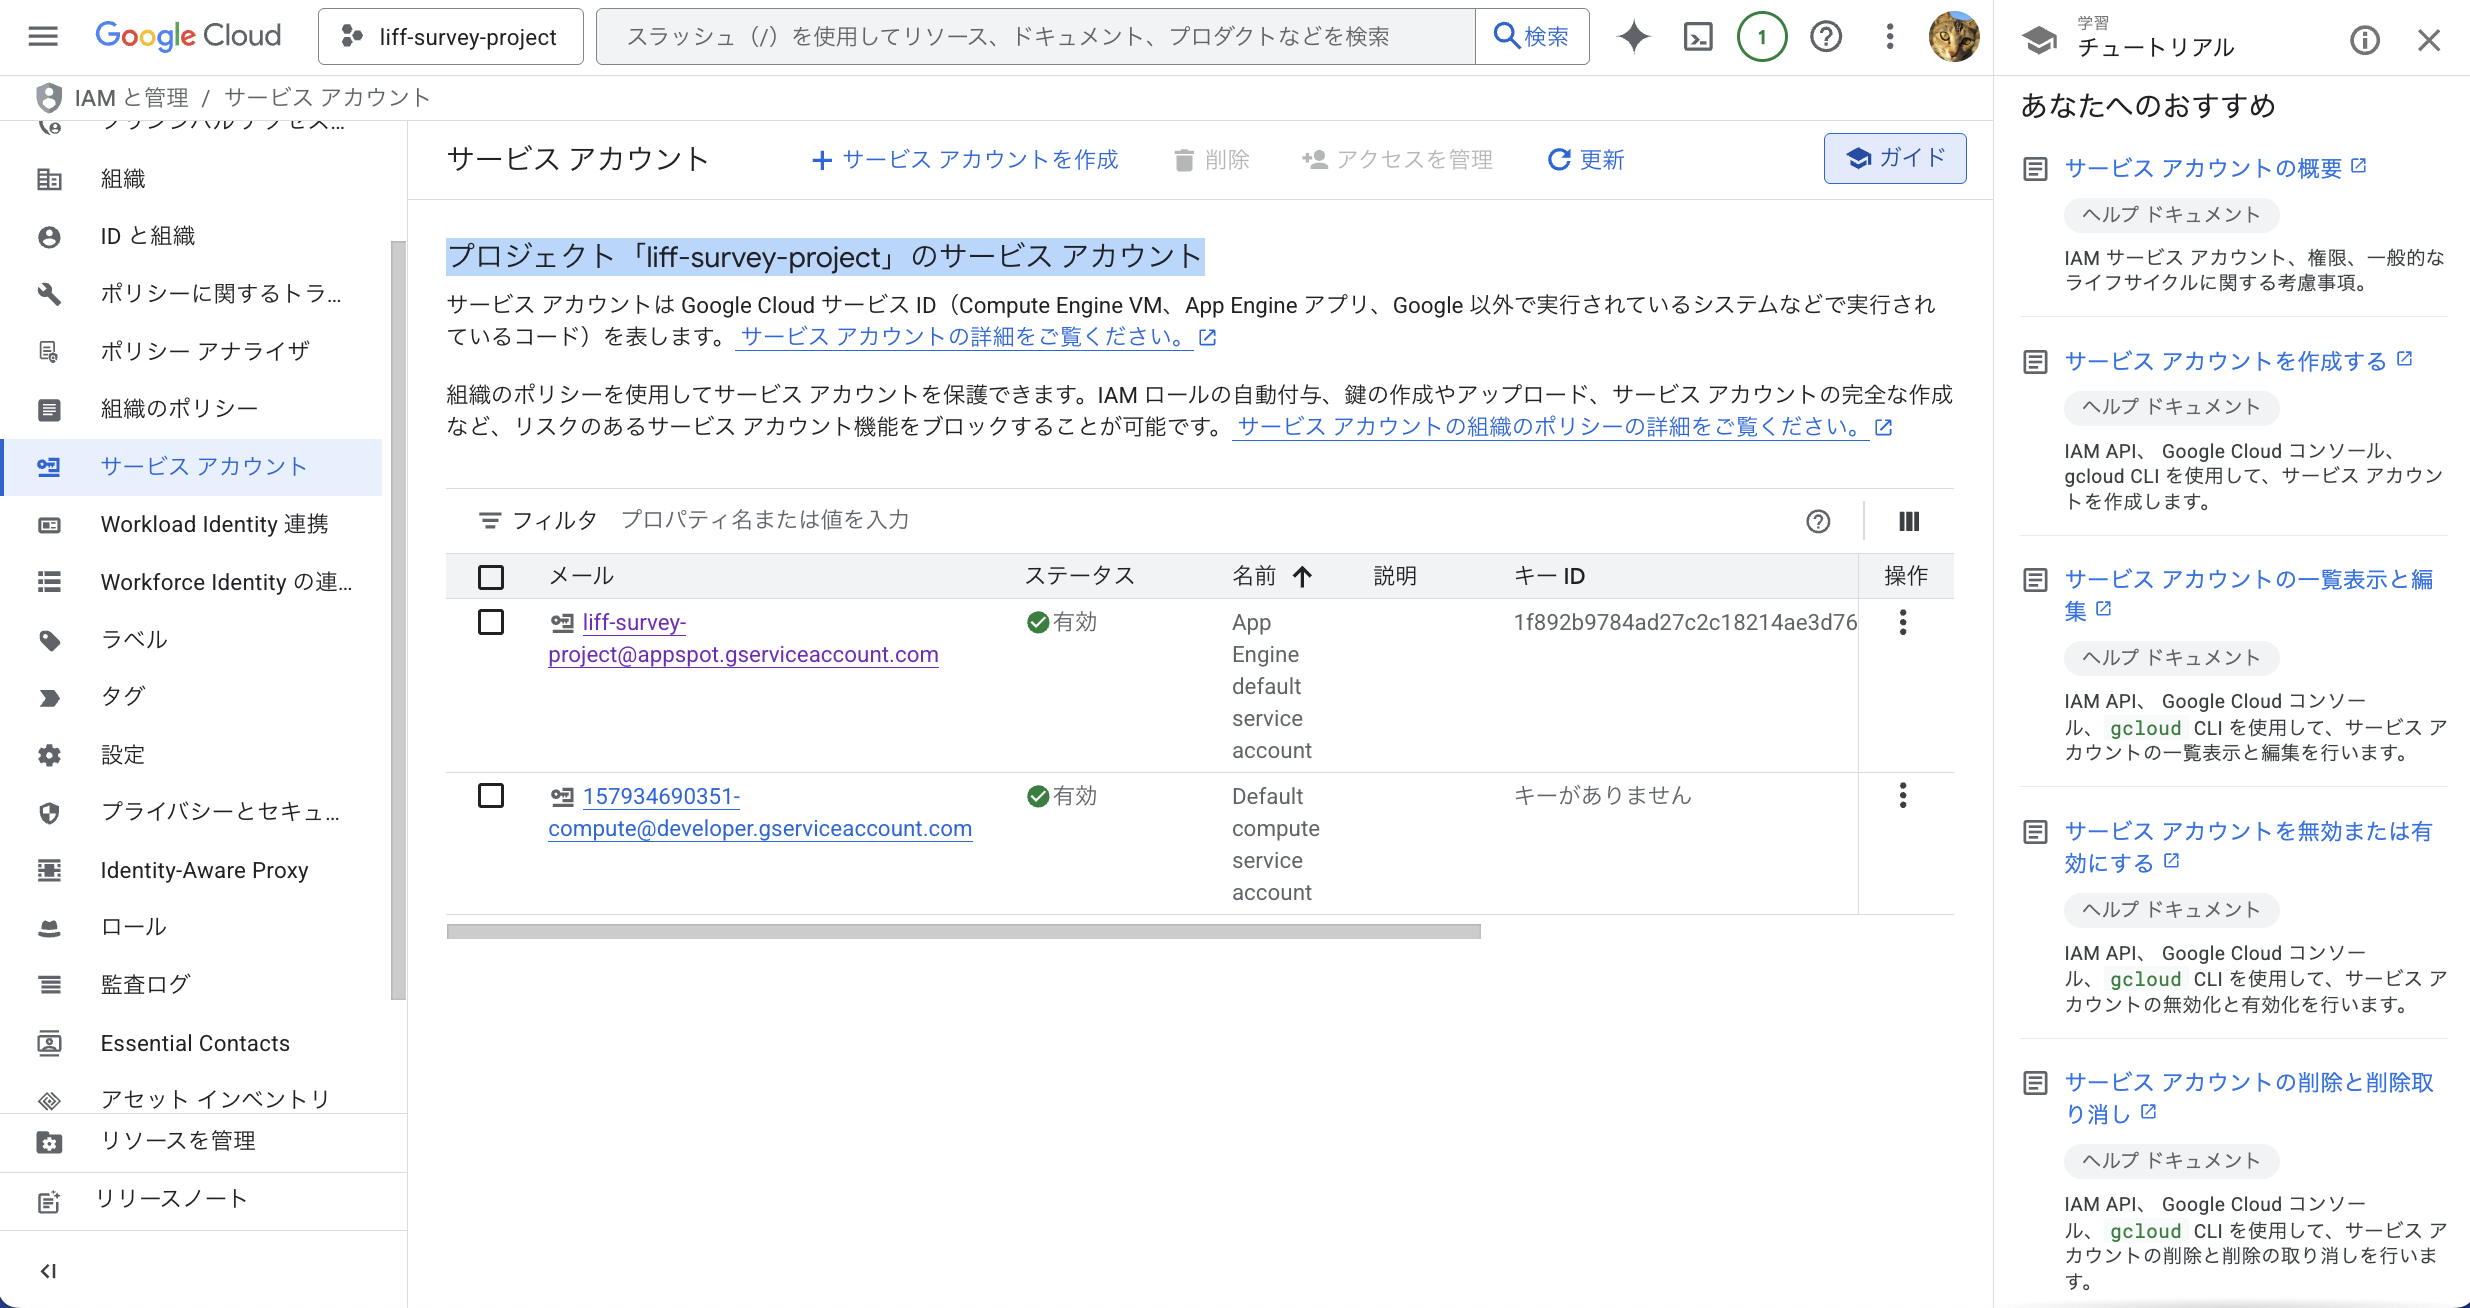 Google Cloud
liff-survey-project
スラッシュ（/）を使用してリソース、ドキュメント、プロダクトなどを検索
検索
1
学習
チュートリアル
IAM と管理 / サービス アカウント
組織
ID と組織
ポリシーに関するトラ...
ポリシー アナライザ
組織のポリシー
サービス アカウント
Workload Identity 連携
Workforce Identity の連...
ラベル
タグ
設定
プライバシーとセキュ...
Identity-Aware Proxy
ロール
監査ログ
Essential Contacts
アセット インベントリ
リソースを管理
リリースノート
サービス アカウント
サービス アカウントを作成
削除
アクセスを管理
更新
ガイド
プロジェクト「liff-survey-project」のサービス アカウント
サービス アカウントは Google Cloud サービス ID（Compute Engine VM、App Engine アプリ、Google 以外で実行されているシステムなどで実行され
ているコード）を表します。 サービス アカウントの詳細をご覧ください。
組織のポリシーを使用してサービス アカウントを保護できます。IAM ロールの自動付与、鍵の作成やアップロード、サービス アカウントの完全な作成
など、リスクのあるサービス アカウント機能をブロックすることが可能です。 サービス アカウントの組織のポリシーの詳細をご覧ください。
フィルタ プロパティ名または値を入力
メール ステータス 名前 説明 キー ID 操作
liff-survey-
project@appspot.gserviceaccount.com
有効
App
Engine
default
service
account
1f892b9784ad27c2c18214ae3d76
157934690351-
compute@developer.gserviceaccount.com
有効
Default
compute
service
account
キーがありません
あなたへのおすすめ
サービス アカウントの概要
ヘルプ ドキュメント
IAM サービス アカウント、権限、一般的な
ライフサイクルに関する考慮事項。
サービス アカウントを作成する
ヘルプ ドキュメント
IAM API、 Google Cloud コンソール、
gcloud CLI を使用して、サービス アカウン
トを作成します。
サービス アカウントの一覧表示と編
集
ヘルプ ドキュメント
IAM API、 Google Cloud コンソー
ル、 gcloud CLI を使用して、サービス ア
カウントの一覧表示と編集を行います。
サービス アカウントを無効または有
効にする
ヘルプ ドキュメント
IAM API、 Google Cloud コンソー
ル、 gcloud CLI を使用して、サービス ア
カウントの無効化と有効化を行います。
サービス アカウントの削除と削除取
り消し
ヘルプ ドキュメント
IAM API、 Google Cloud コンソー
ル、 gcloud CLI を使用して、サービス ア
カウントの削除と削除の取り消しを行いま
す。